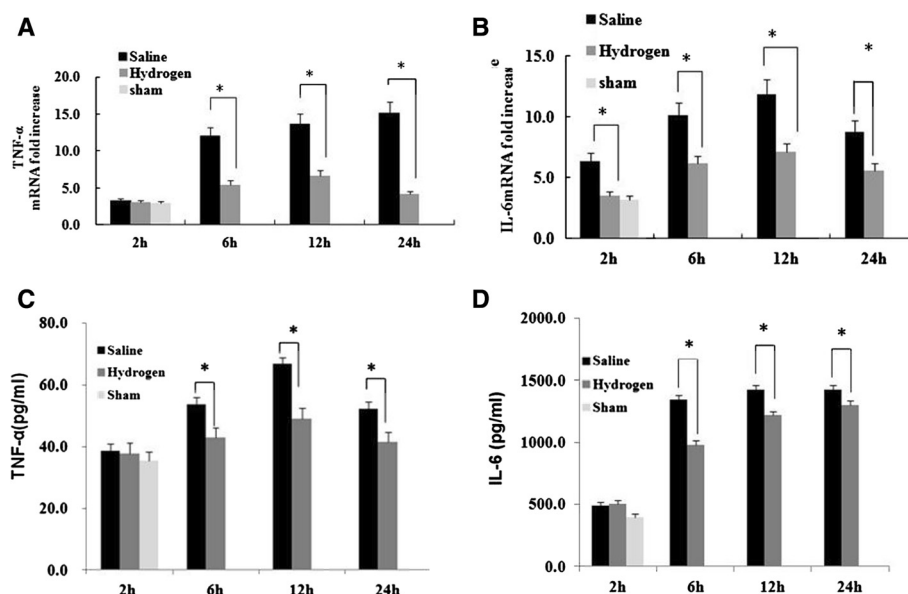 A
Saline
Hydrogen
sham
20.0
15.0
10.0
5.0
0.0
TNF-α
mRNA fold increase
2h 6h 12h 24h
*
*
*
B
Saline
Hydrogen
sham
15.0
10.0
5.0
0.0
IL-6mRNA fold increas
e
2h 6h 12h 24h
*
*
*
*
C
80.0
60.0
40.0
20.0
0.0
Saline
Hydrogen
Sham
TNF-α(pg/ml)
2h 6h 12h 24h
*
*
*
D
2000.0
1500.0
1000.0
500.0
0.0
Saline
Hydrogen
Sham
IL-6 (pg/ml)
2h 6h 12h 24h
*
*
*